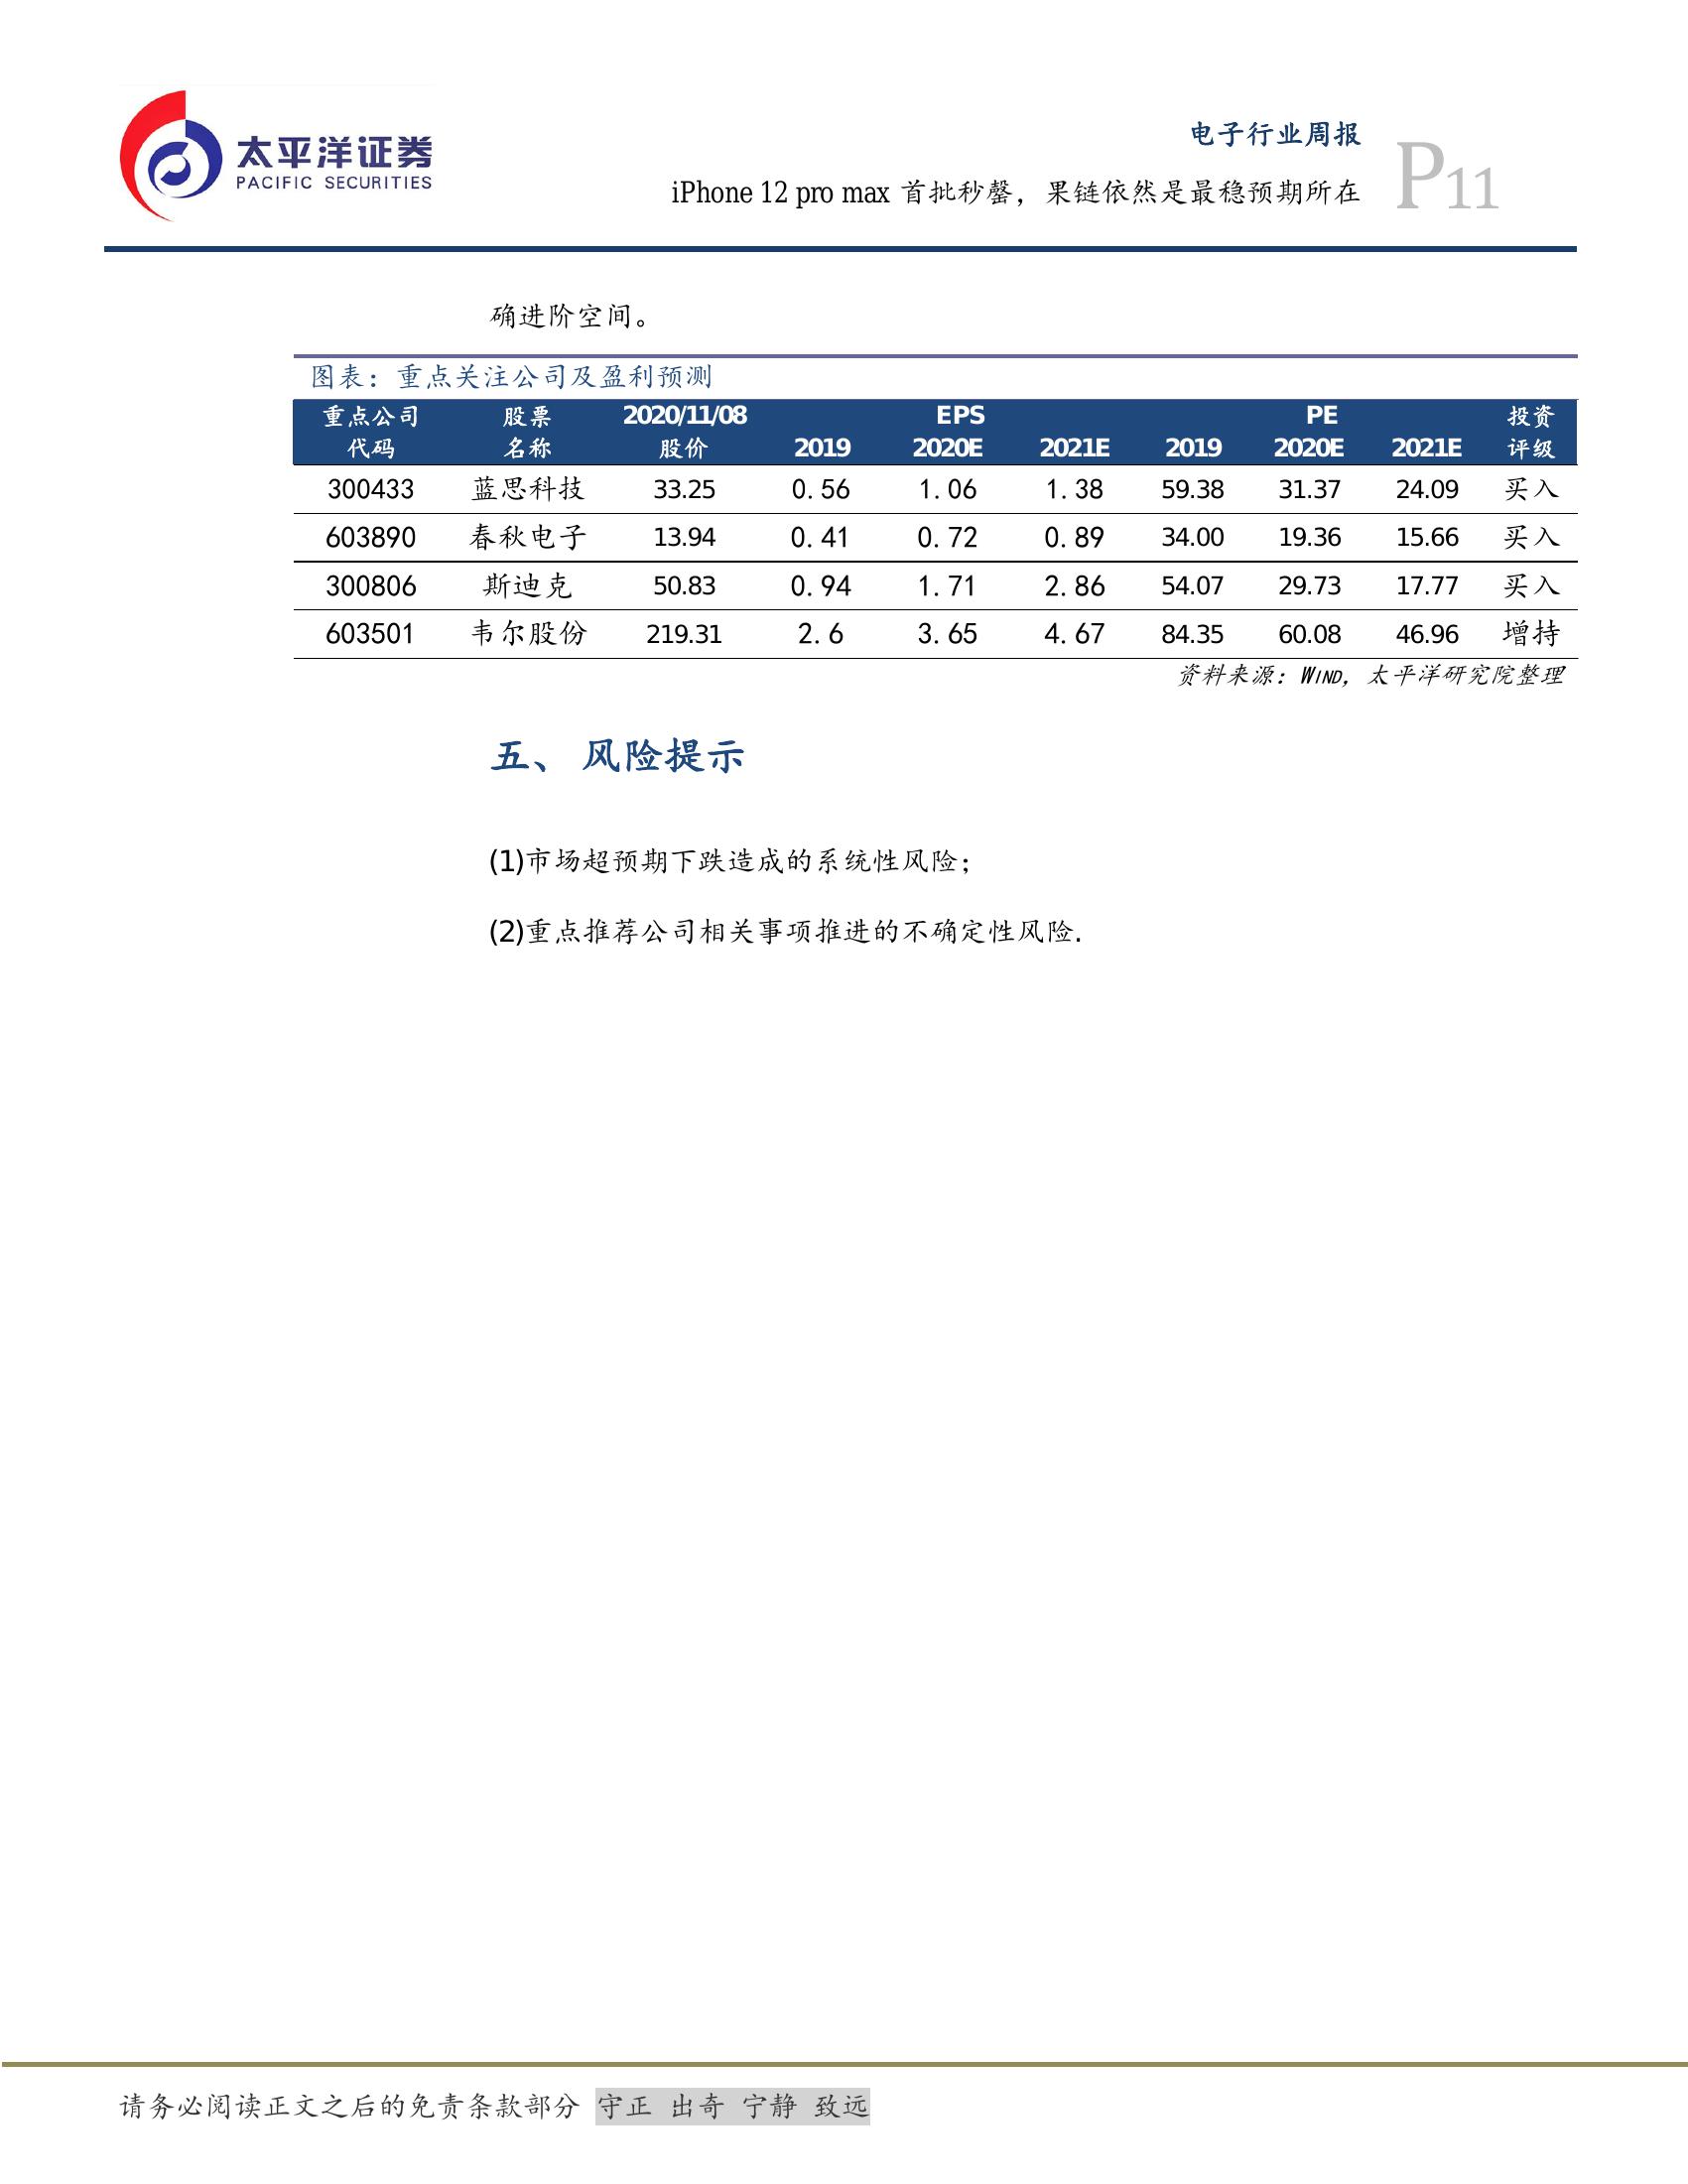 太平洋证券
PACIFIC SECURITIES
电子行业周报
iPhone 12 pro max 首批秒罄，果链依然是最稳预期所在
P11
确进阶空间。
图表：重点关注公司及盈利预测
重点公司 股票 2020/11/08 EPS PE 投资
代码 名称 股价 2019 2020E 2021E 2019 2020E 2021E 评级
300433 蓝思科技 33.25 0.56 1.06 1.38 59.38 31.37 24.09 买入
603890 春秋电子 13.94 0.41 0.72 0.89 34.00 19.36 15.66 买入
300806 斯迪克 50.83 0.94 1.71 2.86 54.07 29.73 17.77 买入
603501 韦尔股份 219.31 2.6 3.65 4.67 84.35 60.08 46.96 增持
资料来源：WIND，太平洋研究院整理
五、 风险提示
(1)市场超预期下跌造成的系统性风险；
(2)重点推荐公司相关事项推进的不确定性风险.
请务必阅读正文之后的免责条款部分 守正 出奇 宁静 致远